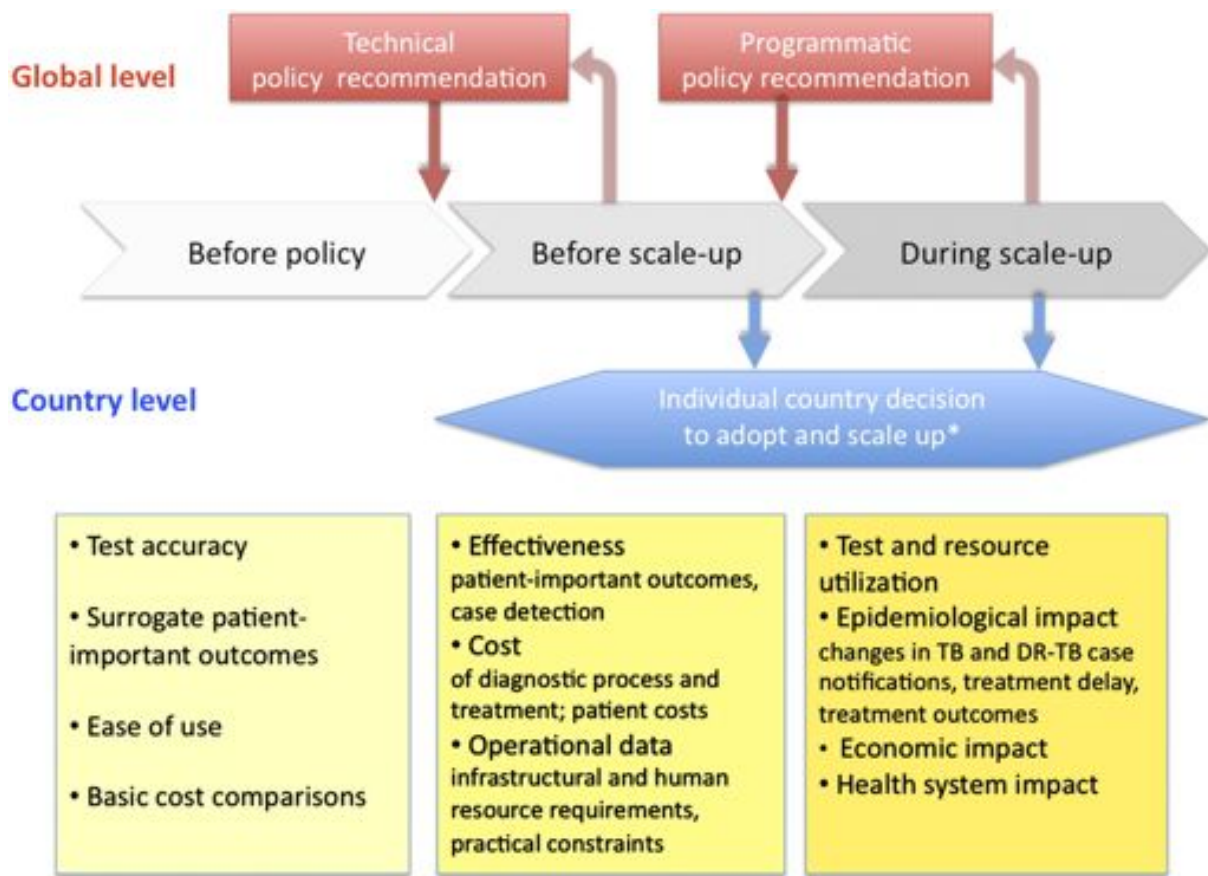 Global level
Technical
policy recommendation
Programmatic
policy recommendation
Before policy
Before scale-up
During scale-up
Country level
Individual country decision
to adopt and scale up*
• Test accuracy
• Surrogate patient-
important outcomes
• Ease of use
• Basic cost comparisons
• Effectiveness
patient-important outcomes,
case detection
• Cost
of diagnostic process and
treatment; patient costs
• Operational data
infrastructural and human
resource requirements,
practical constraints
• Test and resource
utilization
• Epidemiological impact
changes in TB and DR-TB case
notifications, treatment delay,
treatment outcomes
• Economic impact
• Health system impact